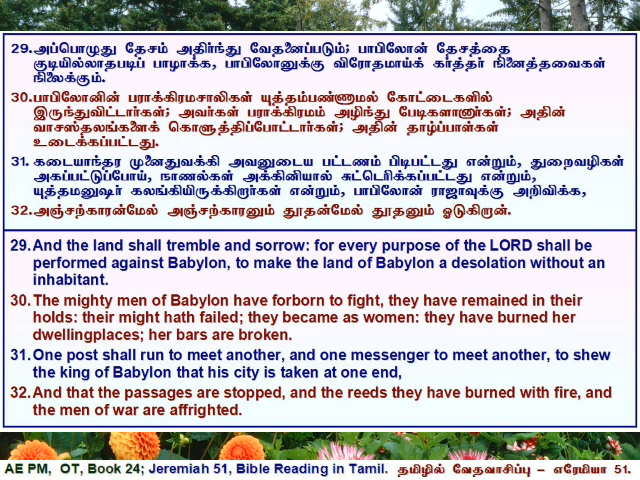 29.அப்பொழுது தேசம் அதிர்ந்து வேதனைப்படும்; பாபிலோன் தேசத்தை
குடியில்லாதபடிப் பாழாக்க, பாபிலோனுக்கு விரோதமாய்க் கர்த்தர் நினைத்தவைகள்
நிலைக்கும்.
30.பாபிலோனின் பராக்கிரமசாலிகள் யுத்தம்பண்ணாமல் கோட்டைகளில்
இருந்துவிட்டார்கள்; அவர்கள் பராக்கிரமம் அழிந்து பேடிகளானார்கள்; அதின்
வாசஸ்தலங்களைக் கொளுத்திப்போட்டார்கள்; அதின் தாழ்ப்பாள்கள்
உடைக்கப்பட்டது.
31. கடையாந்தர முனைதுவக்கி அவனுடைய பட்டணம் பிடிபட்டது என்றும், துறைவழிகள்
அகப்பட்டுப்போய், நாணல்கள் அக்கினியால் சுட்டெரிக்கப்பட்டது என்றும்,
யுத்தமனுஷர் கலங்கியிருக்கிறார்கள் என்றும், பாபிலோன் ராஜாவுக்கு அறிவிக்க,
32.அஞ்சற்காரன்மேல் அஞ்சற்காரனும் தூதன்மேல் தூதனும் ஓடுகிறான்.
29.And the land shall tremble and sorrow: for every purpose of the LORD shall be
performed against Babylon, to make the land of Babylon a desolation without an
inhabitant.
30. The mighty men of Babylon have forborn to fight, they have remained in their
holds: their might hath failed; they became as women: they have burned her
dwellingplaces; her bars are broken.
31. One post shall run to meet another, and one messenger to meet another, to shew
the king of Babylon that his city is taken at one end,
32. And that the passages are stopped, and the reeds they have burned with fire, and
the men of war are affrighted.
AE PM, OT, Book 24; Jeremiah 51, Bible Reading in Tamil. தமிழில் வேதவாசிப்பு – எரேமியா 51.